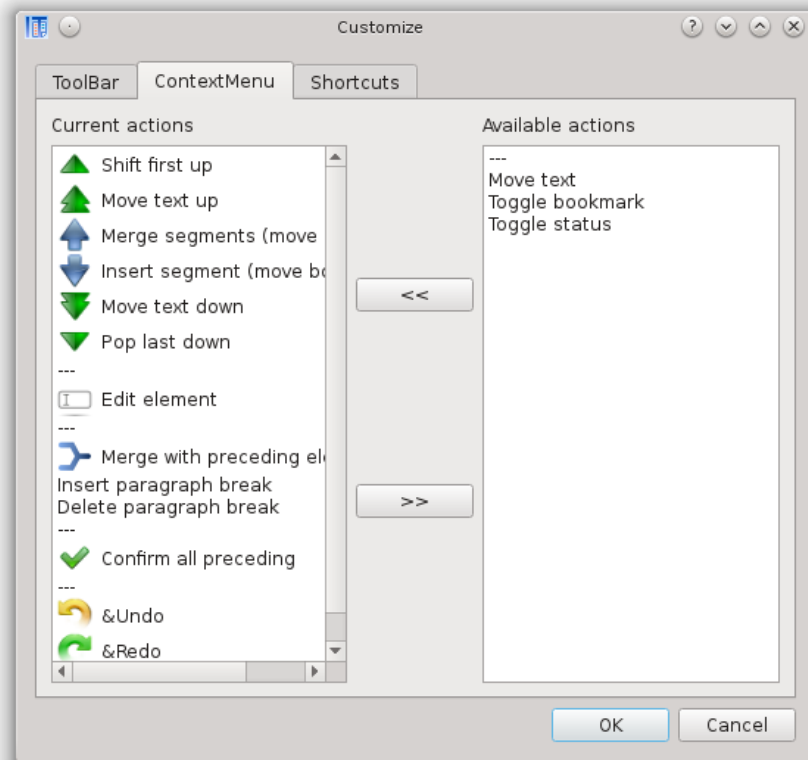 Customize
ToolBar
ContextMenu
Shortcuts
Current actions
Shift first up
Move text up
Merge segments (move
Insert segment (move bo
Move text down
Pop last down
---
Edit element
---
Merge with preceding ele
Insert paragraph break
Delete paragraph break
---
Confirm all preceding
---
&Undo
&Redo
<<
>>
Available actions
---
Move text
Toggle bookmark
Toggle status
OK
Cancel